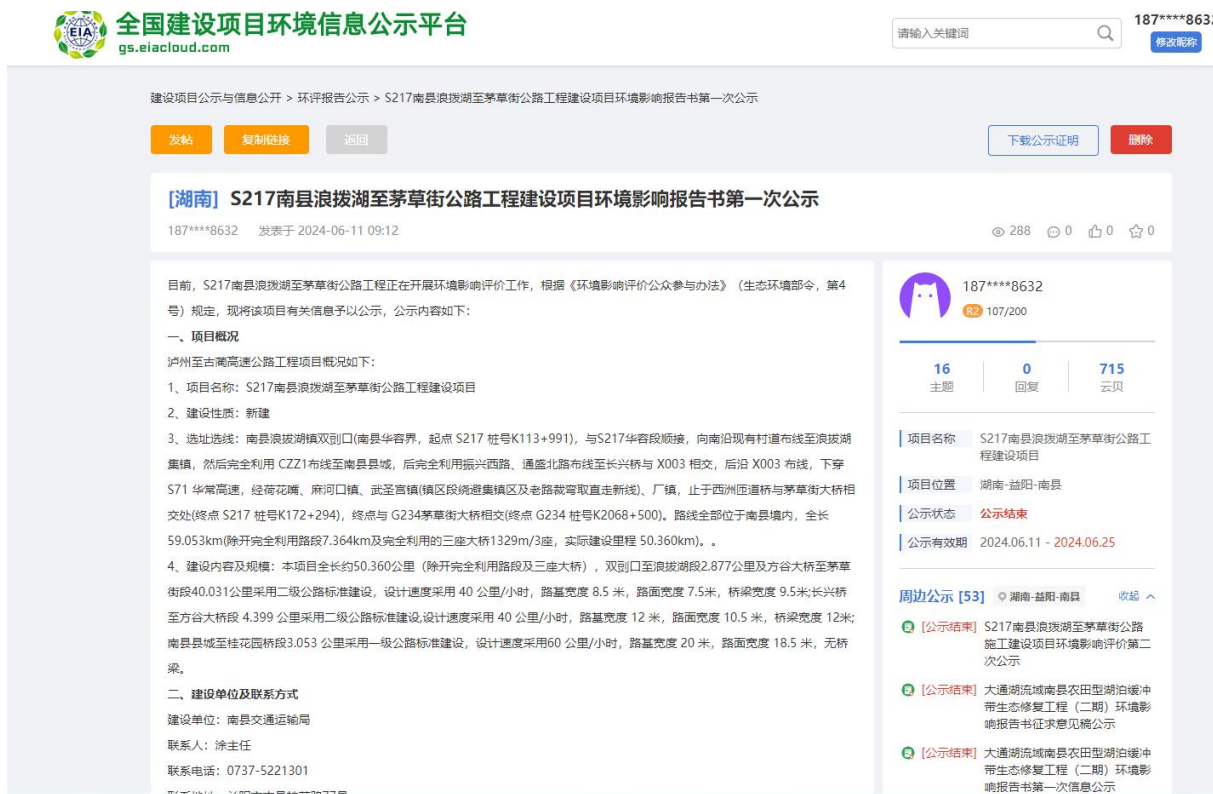 EIA
全国建设项目环境信息公示平台
gs.eiacloud.com
请输入关键词
187****8632
修改昵称
建设项目公示与信息公开 > 环评报告公示 > S217南县浪拨湖至茅草街公路工程建设项目环境影响报告书第一次公示
发帖
复制链接
返回
下载公示证明
删除
[湖南] S217南县浪拨湖至茅草街公路工程建设项目环境影响报告书第一次公示
187****8632 发表于 2024-06-11 09:12
288 0 0 0
目前，S217南县浪拨湖至茅草街公路工程正在开展环境影响评价工作，根据《环境影响评价公众参与办法》（生态环境部令，第4
号）规定，现将该项目有关信息予以公示，公示内容如下：
一、项目概况
泸州至古蔺高速公路工程项目概况如下：
1、项目名称：S217南县浪拨湖至茅草街公路工程建设项目
2、建设性质：新建
3、选址选线：南县浪拔湖镇双剅口(南县华容界，起点 S217 桩号K113+991)，与S217华容段顺接，向南沿现有村道布线至浪拔湖
集镇，然后完全利用 CZZ1布线至南县县城，后完全利用振兴西路、通盛北路布线至长兴桥与 X003 相交，后沿 X003 布线，下穿
S71 华常高速，经荷花嘴、麻河口镇、武圣宫镇(镇区段绕避集镇区及老路裁弯取直走新线)、厂镇，止于西洲匝道桥与茅草街大桥相
交处(终点 S217 桩号K172+294)，终点与 G234茅草街大桥相交(终点 G234 桩号K2068+500)。路线全部位于南县境内，全长
59.053km(除开完全利用路段7.364km及完全利用的三座大桥1329m/3座，实际建设里程 50.360km)。。
4、建设内容及规模：本项目全长约50.360公里（除开完全利用路段及三座大桥），双剅口至浪拔湖段2.877公里及方谷大桥至茅草
街段40.031公里采用二级公路标准建设，设计速度采用 40 公里/小时，路基宽度 8.5 米，路面宽度 7.5米，桥梁宽度 9.5米;长兴桥
至方谷大桥段 4.399 公里采用二级公路标准建设,设计速度采用 40 公里/小时，路基宽度 12 米，路面宽度 10.5 米，桥梁宽度 12米;
南县县城至桂花园桥段3.053 公里采用一级公路标准建设，设计速度采用60 公里/小时，路基宽度 20 米，路面宽度 18.5 米，无桥
梁。
二、建设单位及联系方式
建设单位：南县交通运输局
联系人：涂主任
联系电话：0737-5221301
187****8632
R2 107/200
16 0 715
主题 回复 云贝
项目名称 S217南县浪拨湖至茅草街公路工
程建设项目
项目位置 湖南-益阳-南县
公示状态 公示结束
公示有效期 2024.06.11 - 2024.06.25
周边公示 [53] 湖南-益阳-南县 收起
[公示结束] S217南县浪拨湖至茅草街公路
施工建设项目环境影响评价第二
次公示
[公示结束] 大通湖流域南县农田型湖泊缓冲
带生态修复工程（二期）环境影
响报告书征求意见稿公示
[公示结束] 大通湖流域南县农田型湖泊缓冲
带生态修复工程（二期）环境影
响报告书第一次信息公示